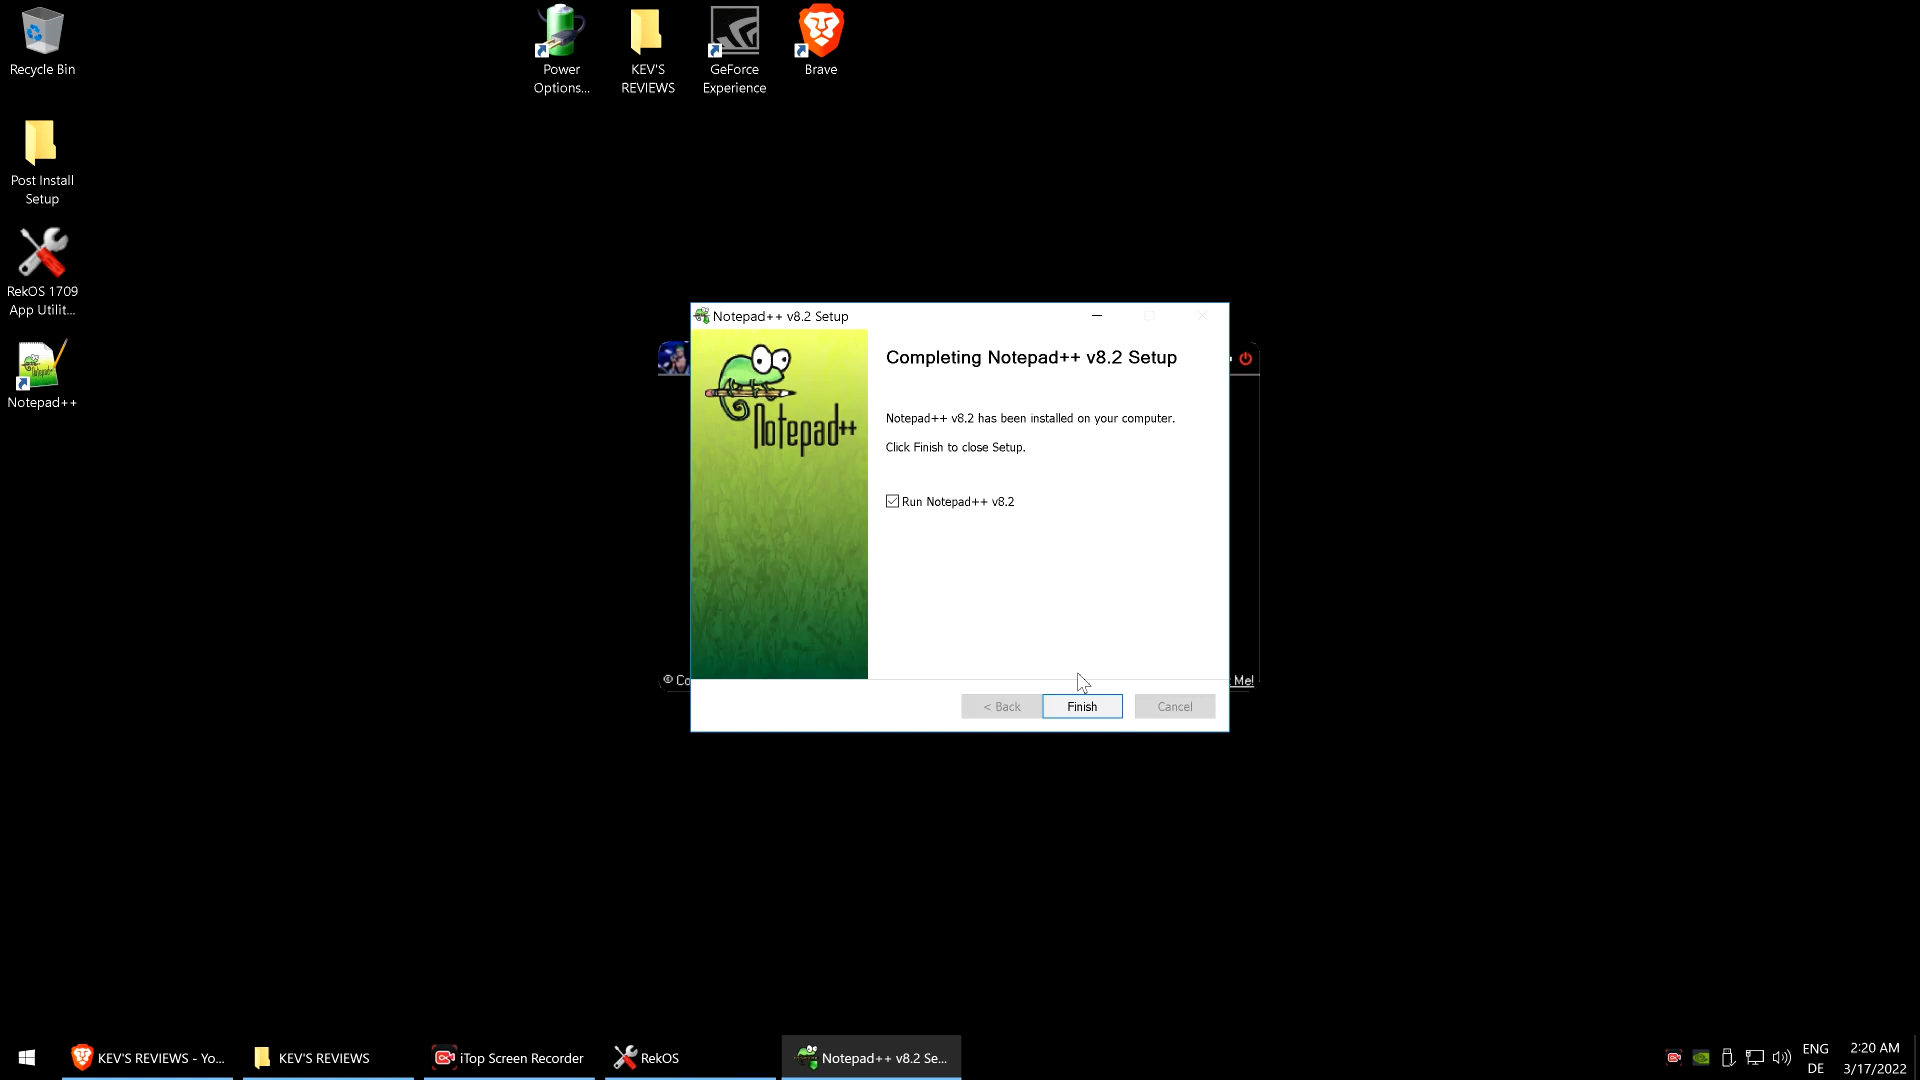 Recycle Bin
Power
Options...
KEV'S
REVIEWS
GeForce
Experience
Brave
Post Install
Setup
RekOS 1709
App Utilit...
Notepad++
Notepad++ v8.2 Setup
Notepad++
Completing Notepad++ v8.2 Setup
Notepad++ v8.2 has been installed on your computer.
Click Finish to close Setup.
Run Notepad++ v8.2
© Co
Me!
< Back
Finish
Cancel
KEV'S REVIEWS - Yo...
KEV'S REVIEWS
iTop Screen Recorder
RekOS
Notepad++ v8.2 Se...
ENG
DE
2:20 AM
3/17/2022